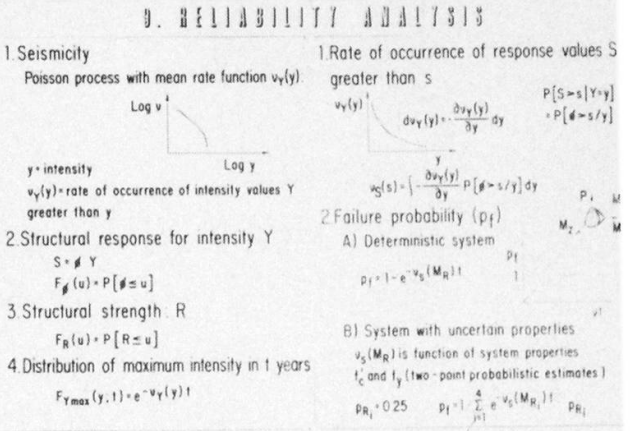 9. RELIABILITY ANALYSIS
1. Seismicity
Poisson process with mean rate function νY(y).
Log ν
Log y
y = intensity
νY(y) = rate of occurrence of intensity values Y
greater than y
2. Structural response for intensity Y
S = ϕ Y
Fϕ(u) = P[ϕ ≤ u]
3. Structural strength: R
FR(u) = P[R ≤ u]
4. Distribution of maximum intensity in t years
FYmax(y,t) = e^-νY(y)t
1. Rate of occurrence of response values S
greater than s
νY(y)
y
dνY(y) = - ∂νY(y)/∂y dy
P[S > s | Y = y]
= P[ϕ > s/y]
νS(s) = ∫ - ∂νY(y)/∂y P[ϕ > s/y] dy
2. Failure probability (pf)
A) Deterministic system
pf = 1 - e^-νS(MR)t
pf
1
νt
P,
M
M2,
M
B) System with uncertain properties
νS(MR) is function of system properties
f'c and fy (two-point probabilistic estimates)
PRi = 0.25
pf = 1 - Σ e^-νS(MRi)t PRi
4
i=1